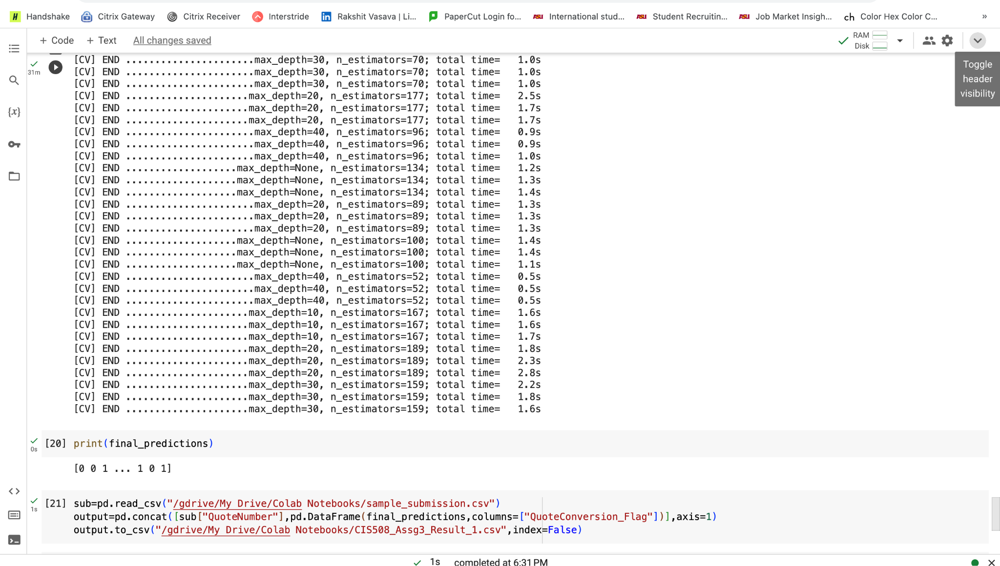 Handshake Citrix Gateway Citrix Receiver Interstride Rakshit Vasava | Li... PaperCut Login fo... ASU International stud... ASU Student Recruitin... ASU Job Market Insigh... ch Color Hex Color C... »
+ Code + Text All changes saved
RAM
Disk
Toggle
header
visibility
31m
[CV] END ......................max_depth=30, n_estimators=70; total time=   1.0s
[CV] END ......................max_depth=30, n_estimators=70; total time=   1.0s
[CV] END ......................max_depth=30, n_estimators=70; total time=   1.0s
[CV] END .....................max_depth=20, n_estimators=177; total time=   2.5s
[CV] END .....................max_depth=20, n_estimators=177; total time=   1.7s
[CV] END .....................max_depth=20, n_estimators=177; total time=   1.7s
[CV] END ......................max_depth=40, n_estimators=96; total time=   0.9s
[CV] END ......................max_depth=40, n_estimators=96; total time=   0.9s
[CV] END ......................max_depth=40, n_estimators=96; total time=   1.0s
[CV] END ...................max_depth=None, n_estimators=134; total time=   1.2s
[CV] END ...................max_depth=None, n_estimators=134; total time=   1.3s
[CV] END ...................max_depth=None, n_estimators=134; total time=   1.4s
[CV] END ......................max_depth=20, n_estimators=89; total time=   1.3s
[CV] END ......................max_depth=20, n_estimators=89; total time=   1.3s
[CV] END ......................max_depth=20, n_estimators=89; total time=   1.3s
[CV] END ...................max_depth=None, n_estimators=100; total time=   1.4s
[CV] END ...................max_depth=None, n_estimators=100; total time=   1.4s
[CV] END ...................max_depth=None, n_estimators=100; total time=   1.1s
[CV] END ......................max_depth=40, n_estimators=52; total time=   0.5s
[CV] END ......................max_depth=40, n_estimators=52; total time=   0.5s
[CV] END ......................max_depth=40, n_estimators=52; total time=   0.5s
[CV] END .....................max_depth=10, n_estimators=167; total time=   1.6s
[CV] END .....................max_depth=10, n_estimators=167; total time=   1.6s
[CV] END .....................max_depth=10, n_estimators=167; total time=   1.7s
[CV] END .....................max_depth=20, n_estimators=189; total time=   1.8s
[CV] END .....................max_depth=20, n_estimators=189; total time=   2.3s
[CV] END .....................max_depth=20, n_estimators=189; total time=   2.8s
[CV] END .....................max_depth=30, n_estimators=159; total time=   2.2s
[CV] END .....................max_depth=30, n_estimators=159; total time=   1.8s
[CV] END .....................max_depth=30, n_estimators=159; total time=   1.6s
0s
[20] print(final_predictions)
[0 0 1 ... 1 0 1]
1s
[21] sub=pd.read_csv("/gdrive/My Drive/Colab Notebooks/sample_submission.csv")
output=pd.concat([sub["QuoteNumber"],pd.DataFrame(final_predictions,columns=["QuoteConversion_Flag"])],axis=1)
output.to_csv("/gdrive/My Drive/Colab Notebooks/CIS508_Assg3_Result_1.csv",index=False)
1s completed at 6:31 PM